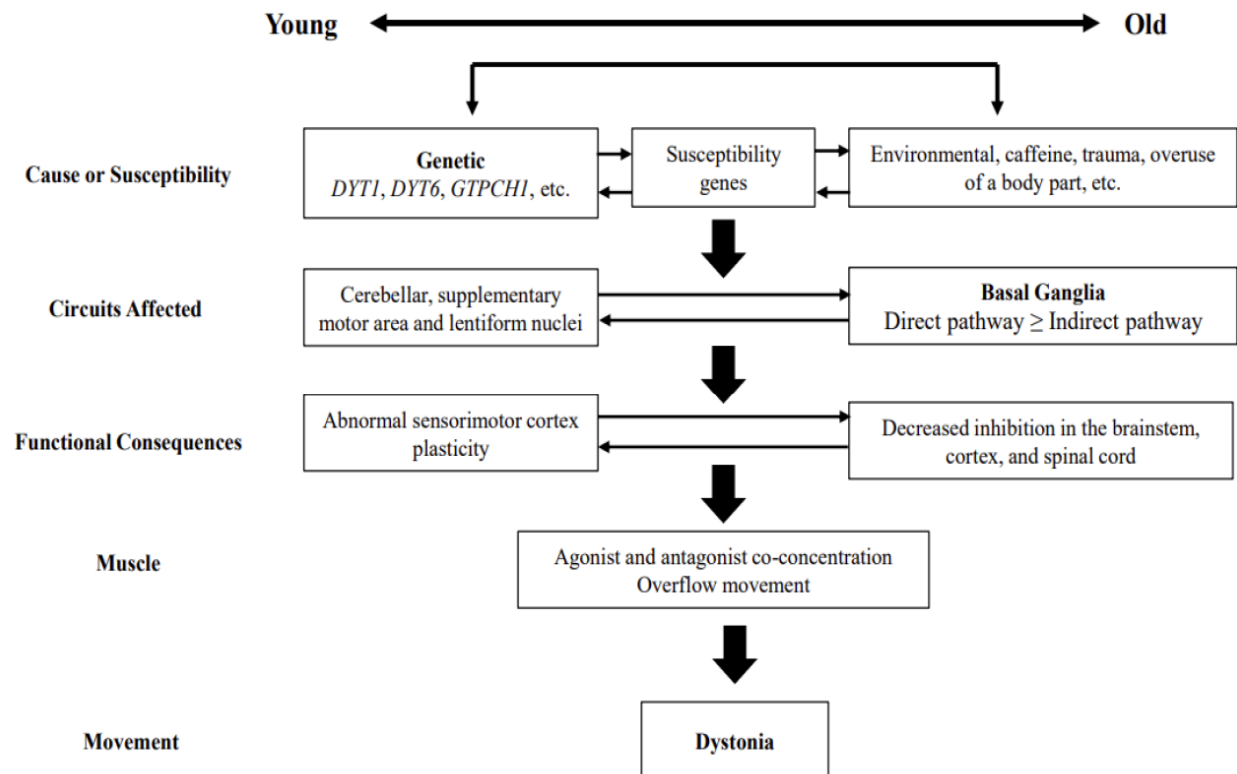 Young Old
Cause or Susceptibility
Genetic
DYT1, DYT6, GTPCH1, etc.
Susceptibility
genes
Environmental, caffeine, trauma, overuse
of a body part, etc.
Circuits Affected
Cerebellar, supplementary
motor area and lentiform nuclei
Basal Ganglia
Direct pathway ≥ Indirect pathway
Functional Consequences
Abnormal sensorimotor cortex
plasticity
Decreased inhibition in the brainstem,
cortex, and spinal cord
Muscle
Agonist and antagonist co-concentration
Overflow movement
Movement
Dystonia